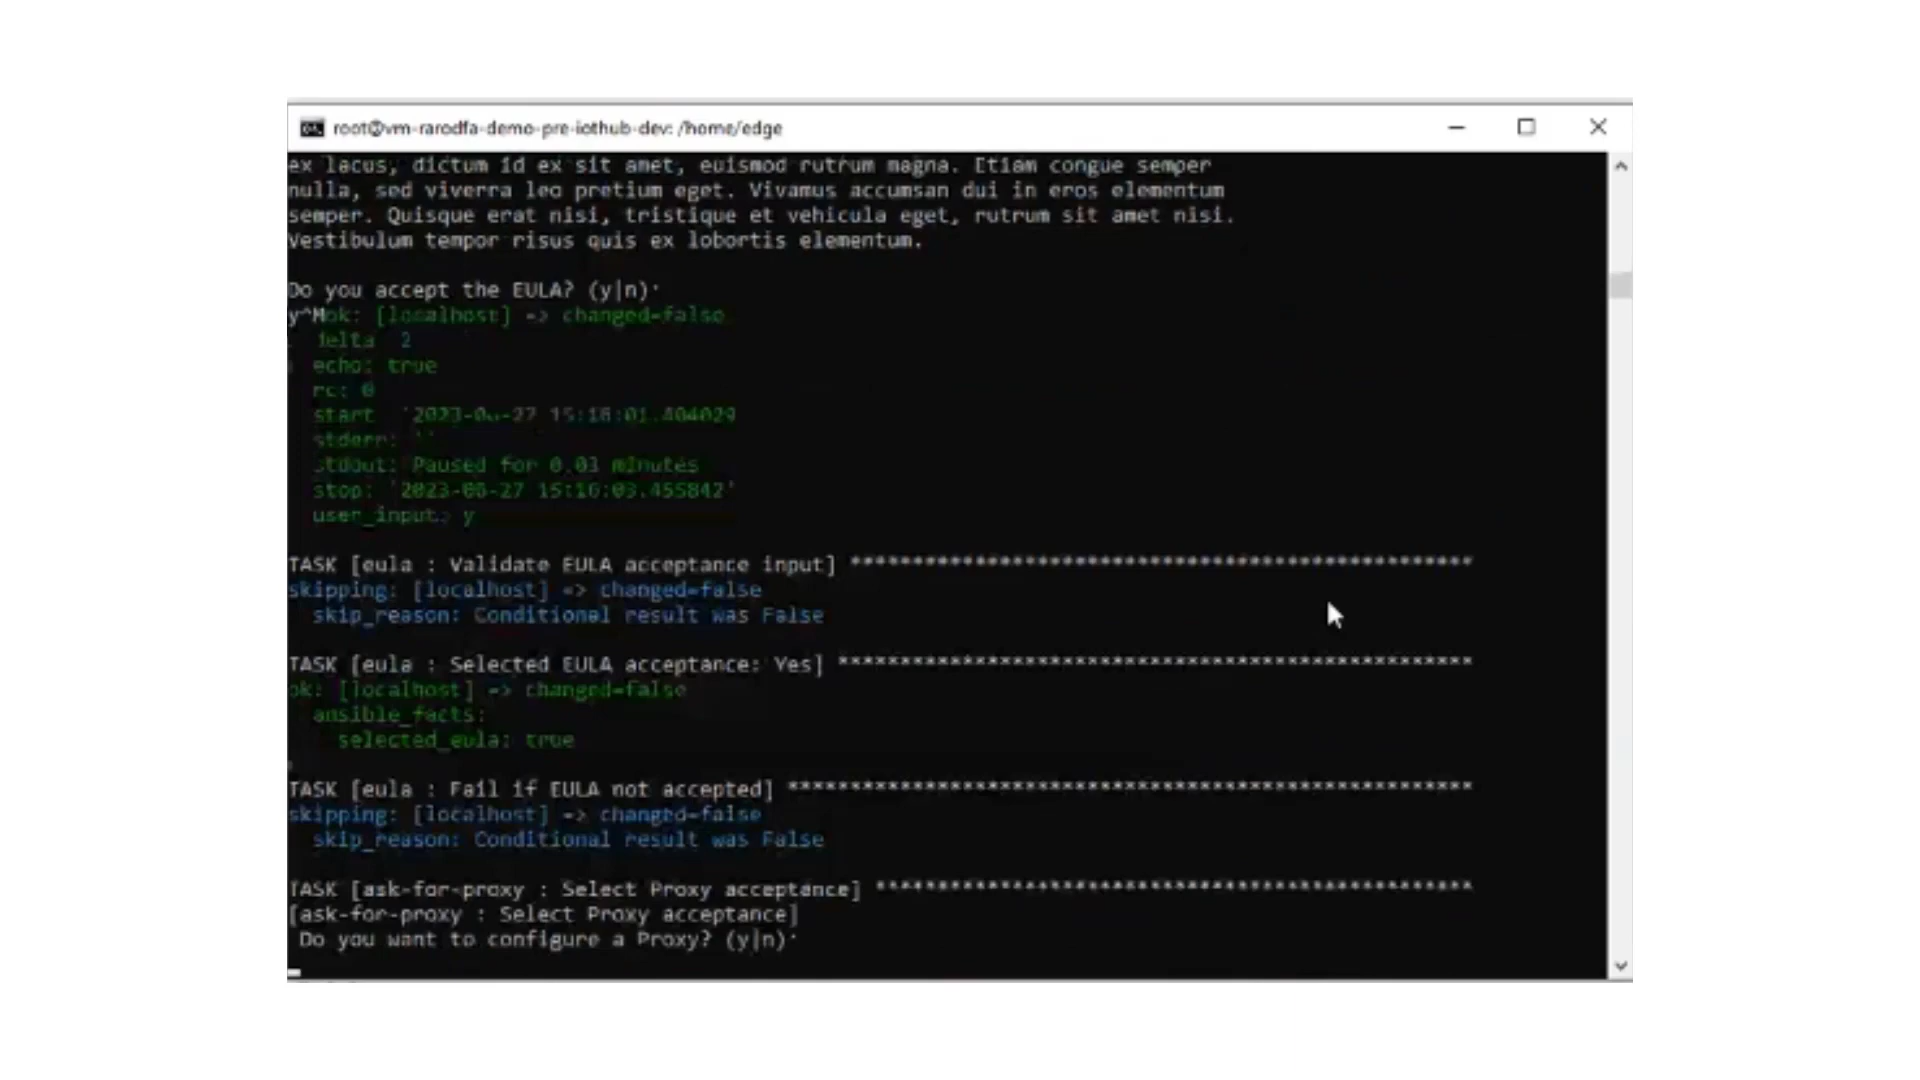 root@vm-rarodfa-demo-pre-iothub-dev: /home/edge
ex lacus, dictum id ex sit amet, euismod rutrum magna. Etiam congue semper
nulla, sed viverra leo pretium eget. Vivamus accumsan dui in eros elementum
semper. Quisque erat nisi, tristique et vehicula eget, rutrum sit amet nisi.
Vestibulum tempor risus quis ex lobortis elementum.
Do you accept the EULA? (y|n):
y^Mok: [localhost] => changed=false
delta 2
echo: true
rc: 0
start
stderr: ''
stdout: Paused for 0.03 minutes
stop: '2023-06-27 15:16:03.455842'
user_input: y
TASK [eula : Validate EULA acceptance input] **************************************************
skipping: [localhost] => changed=false
skip_reason: Conditional result was False
TASK [eula : Selected EULA acceptance: Yes] ***************************************************
ok: [localhost] => changed=false
ansible_facts:
selected_eula: true
TASK [eula : Fail if EULA not accepted] *******************************************************
skipping: [localhost] => changed=false
skip_reason: Conditional result was False
TASK [ask-for-proxy : Select Proxy acceptance] ************************************************
[ask-for-proxy : Select Proxy acceptance]
Do you want to configure a Proxy? (y|n):